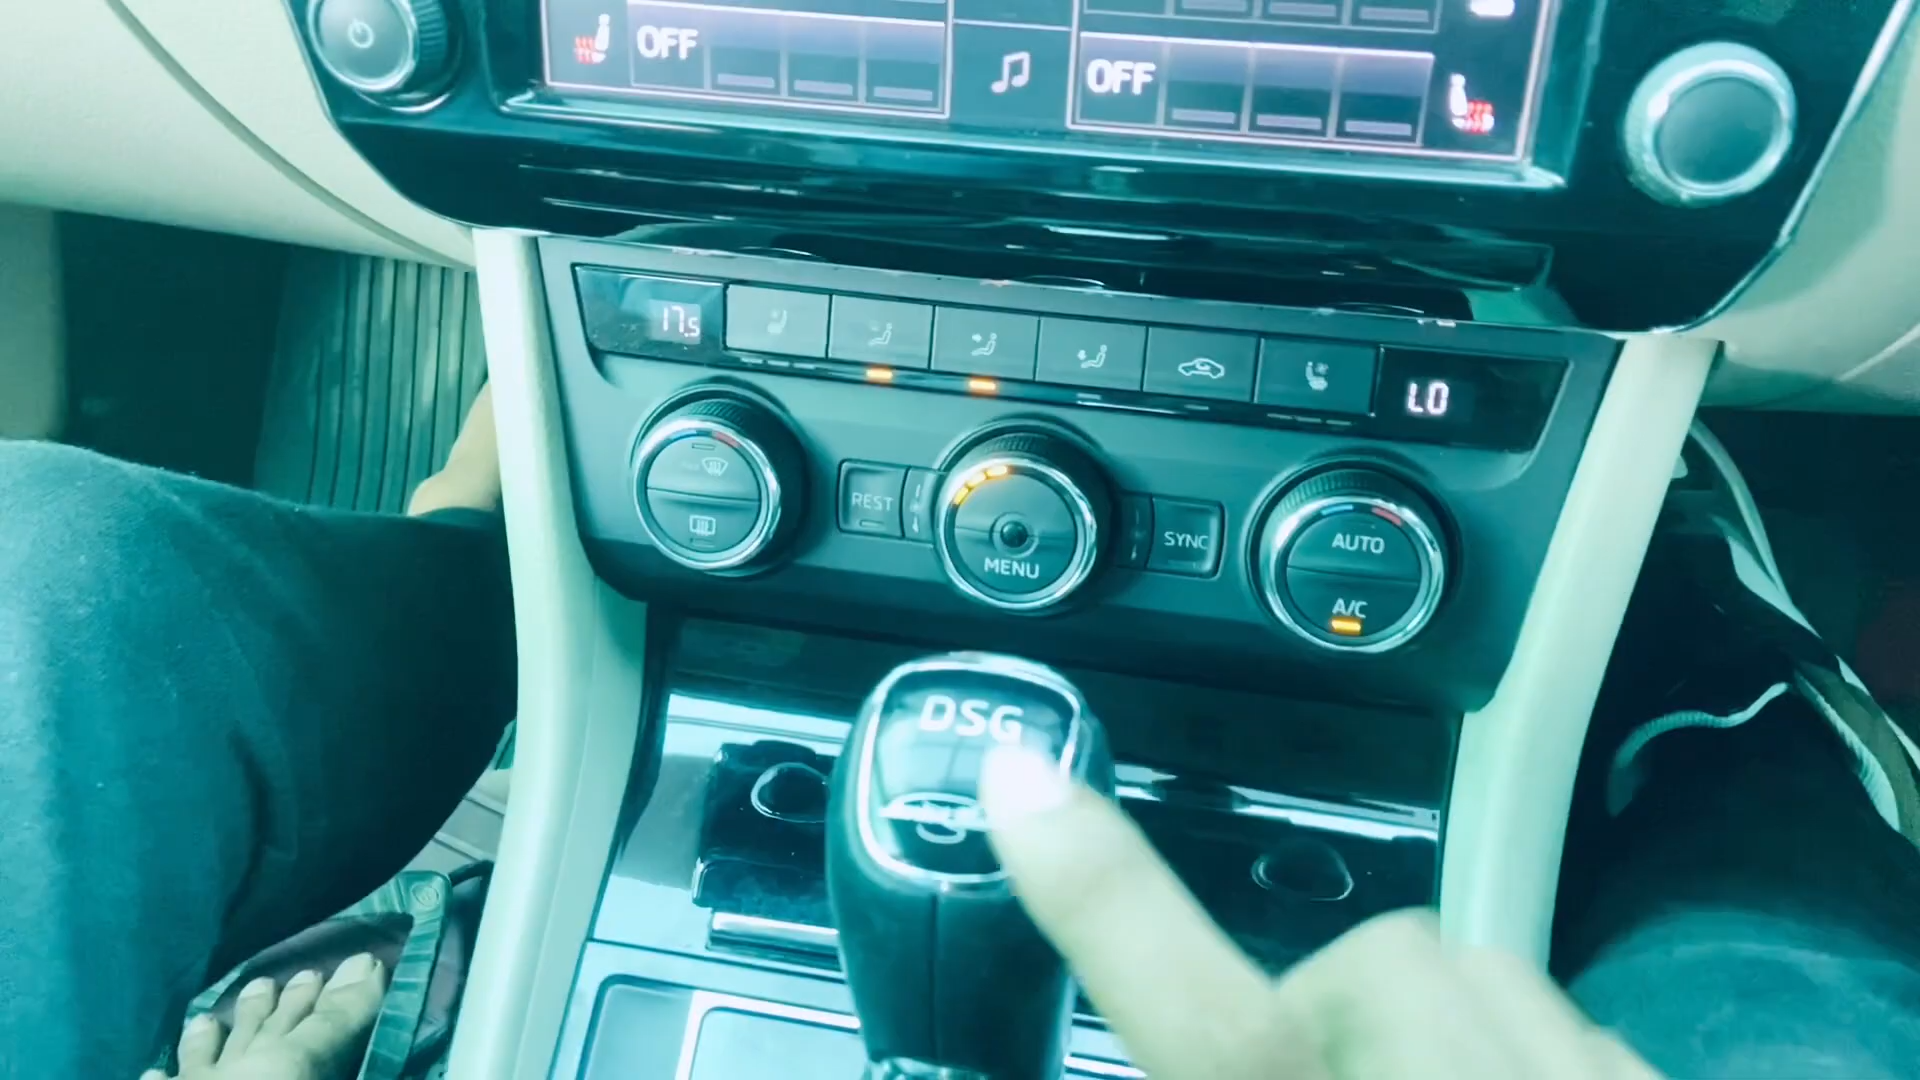 OFF
OFF
17.5
LO
REST
MENU
SYNC
AUTO
A/C
DSG